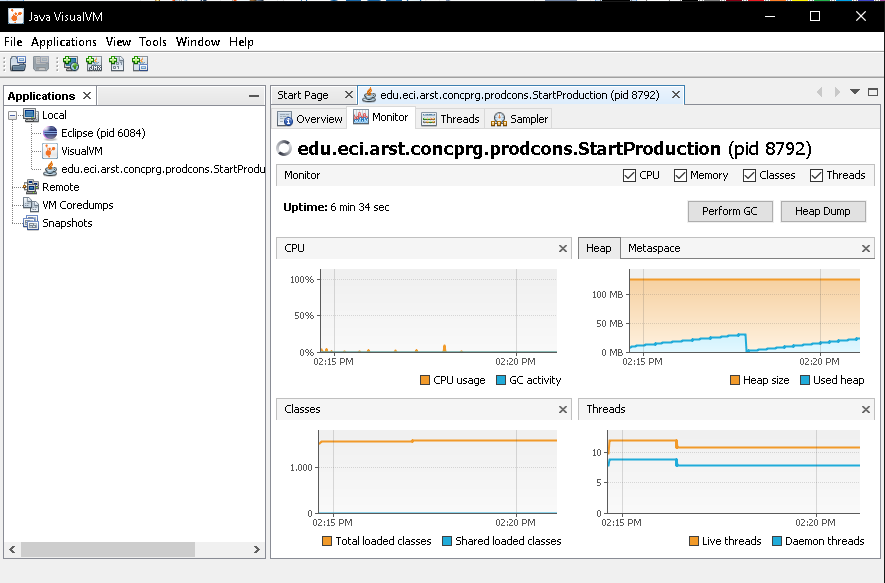 Java VisualVM
File Applications View Tools Window Help
Applications
Local
Eclipse (pid 6084)
VisualVM
edu.eci.arst.concprg.prodcons.StartProdu
Remote
VM Coredumps
Snapshots
Start Page
edu.eci.arst.concprg.prodcons.StartProduction (pid 8792)
Overview Monitor Threads Sampler
edu.eci.arst.concprg.prodcons.StartProduction (pid 8792)
Monitor CPU Memory Classes Threads
Uptime: 6 min 34 sec
Perform GC Heap Dump
CPU
100%
50%
0%
02:15 PM 02:20 PM
CPU usage GC activity
Heap Metaspace
100 MB
50 MB
0 MB
02:15 PM 02:20 PM
Heap size Used heap
Classes
1.000
0
02:15 PM 02:20 PM
Total loaded classes Shared loaded classes
Threads
10
5
0
02:15 PM 02:20 PM
Live threads Daemon threads